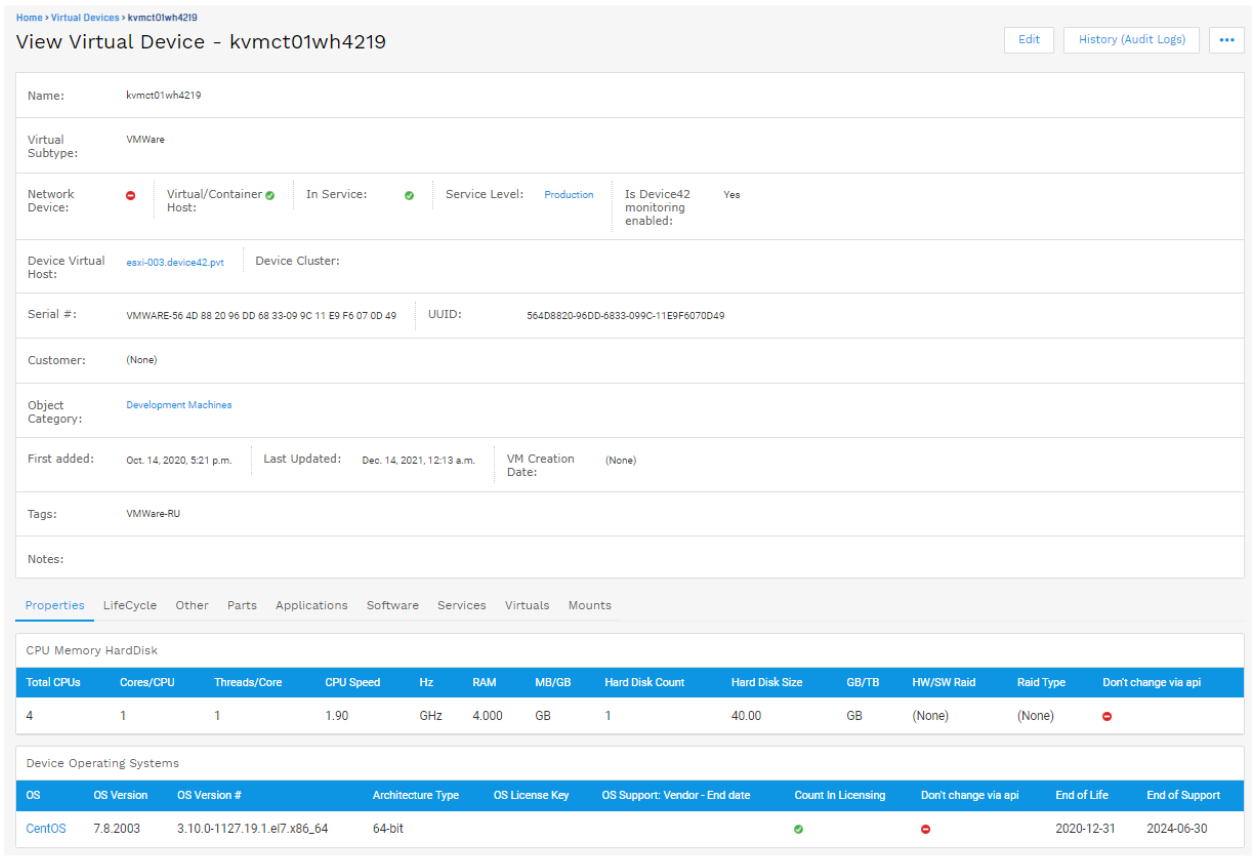 Home › Virtual Devices › kvmct01wh4219
View Virtual Device - kvmct01wh4219
Edit
History (Audit Logs)
•••
Name: kvmct01wh4219
Virtual Subtype: VMWare
Network Device:
Virtual/Container Host:
In Service:
Service Level: Production
Is Device42 monitoring enabled: Yes
Device Virtual Host: esxi-003.device42.pvt
Device Cluster:
Serial #: VMWARE-56 4D 88 20 96 DD 68 33-09 9C 11 E9 F6 07 0D 49
UUID: 564D8820-96DD-6833-099C-11E9F6070D49
Customer: (None)
Object Category: Development Machines
First added: Oct. 14, 2020, 5:21 p.m.
Last Updated: Dec. 14, 2021, 12:13 a.m.
VM Creation Date: (None)
Tags: VMWare-RU
Notes:
Properties LifeCycle Other Parts Applications Software Services Virtuals Mounts
CPU Memory HardDisk
Total CPUs Cores/CPU Threads/Core CPU Speed Hz RAM MB/GB Hard Disk Count Hard Disk Size GB/TB HW/SW Raid Raid Type Don't change via api
4 1 1 1.90 GHz 4.000 GB 1 40.00 GB (None) (None)
Device Operating Systems
OS OS Version OS Version # Architecture Type OS License Key OS Support: Vendor - End date Count In Licensing Don't change via api End of Life End of Support
CentOS 7.8.2003 3.10.0-1127.19.1.el7.x86_64 64-bit 2020-12-31 2024-06-30